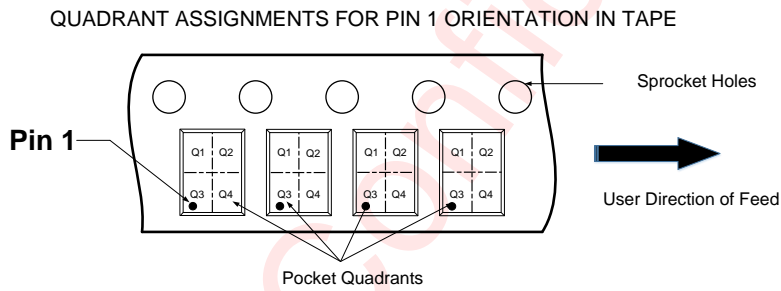 QUADRANT ASSIGNMENTS FOR PIN 1 ORIENTATION IN TAPE
Sprocket Holes
Pin 1
Q1 Q2 Q1 Q2 Q1 Q2 Q1 Q2
Q3 Q4 Q3 Q4 Q3 Q4 Q3 Q4
User Direction of Feed
Pocket Quadrants
Confi